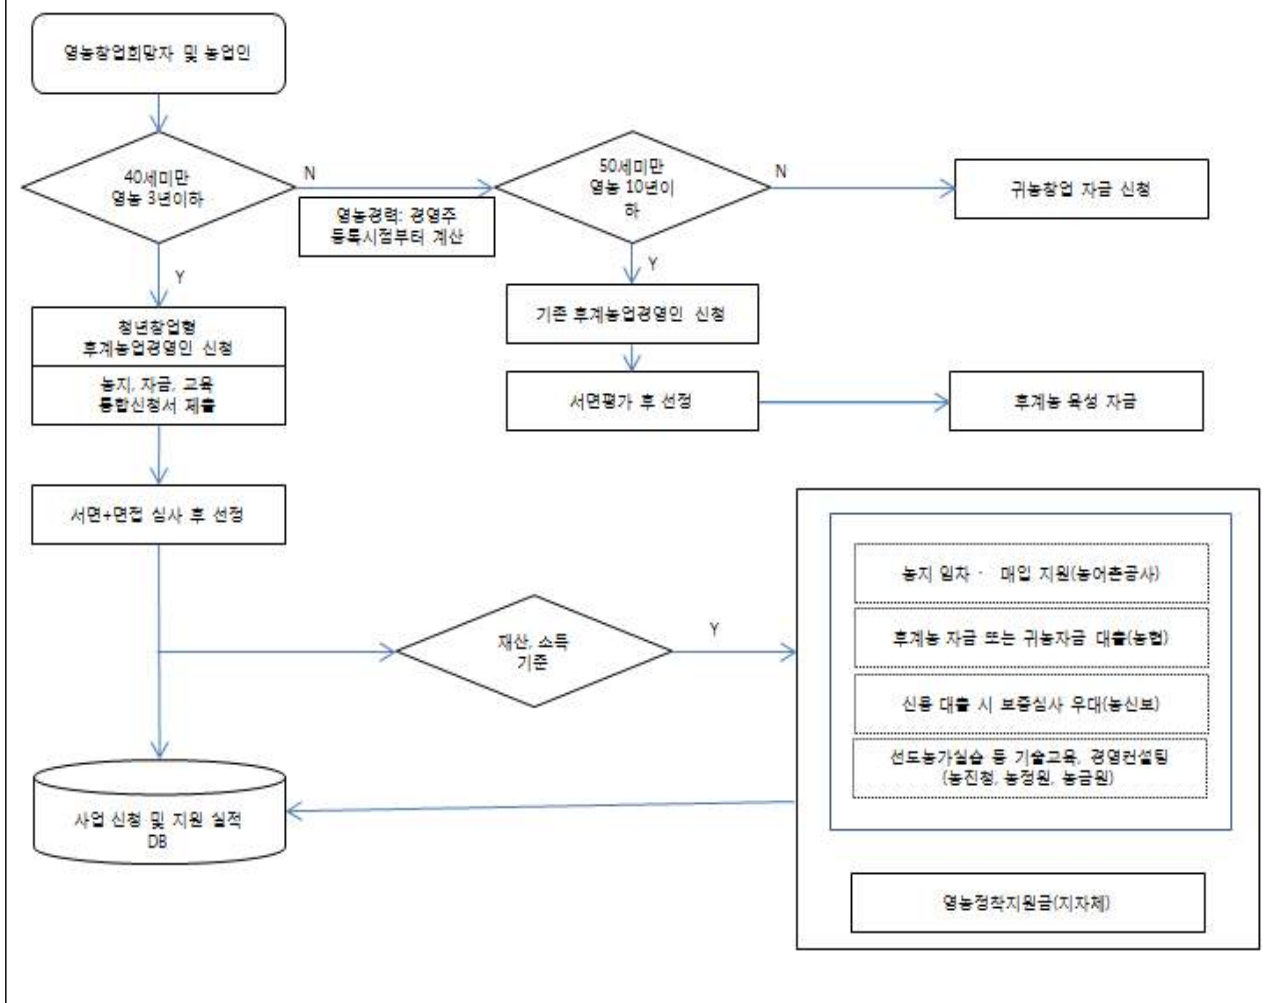 영농창업희망자 및 농업인
40세미만
영농 3년이하
N
영농경력: 경영주
등록시점부터 계산
50세미만
영농 10년이
하
N
귀농창업 자금 신청
Y
Y
청년창업형
후계농업경영인 신청
농지, 자금, 교육
통합신청서 제출
기존 후계농업경영인 신청
서면평가 후 선정
후계농 육성 자금
서면+면접 심사 후 선정
재산, 소득
기준
Y
농지 임차 · 매입 지원(농어촌공사)
후계농 자금 또는 귀농자금 대출(농협)
신용 대출 시 보증심사 우대(농신보)
선도농가실습 등 기술교육, 경영컨설팅
(농진청, 농정원, 농금원)
영농정착지원금(지자체)
사업 신청 및 지원 실적
DB